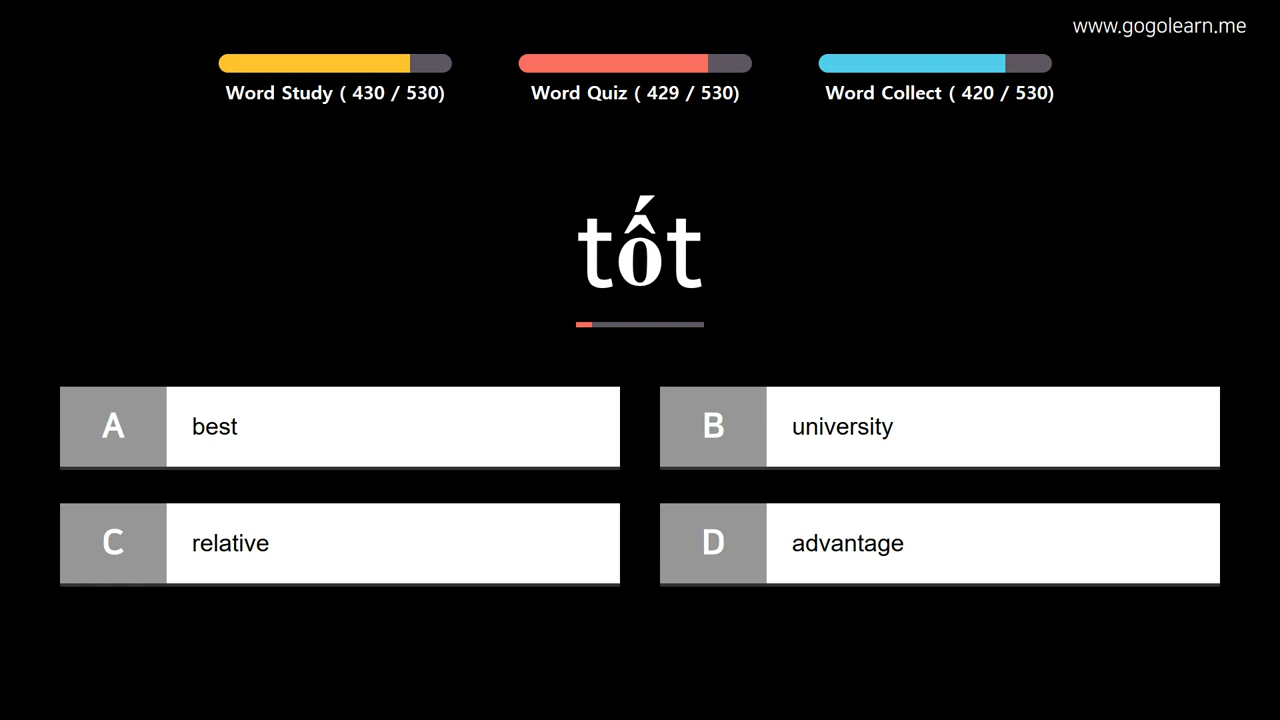 www.gogolearn.me
Word Study ( 430 / 530)
Word Quiz ( 429 / 530)
Word Collect ( 420 / 530)
tốt
A best
B university
C relative
D advantage